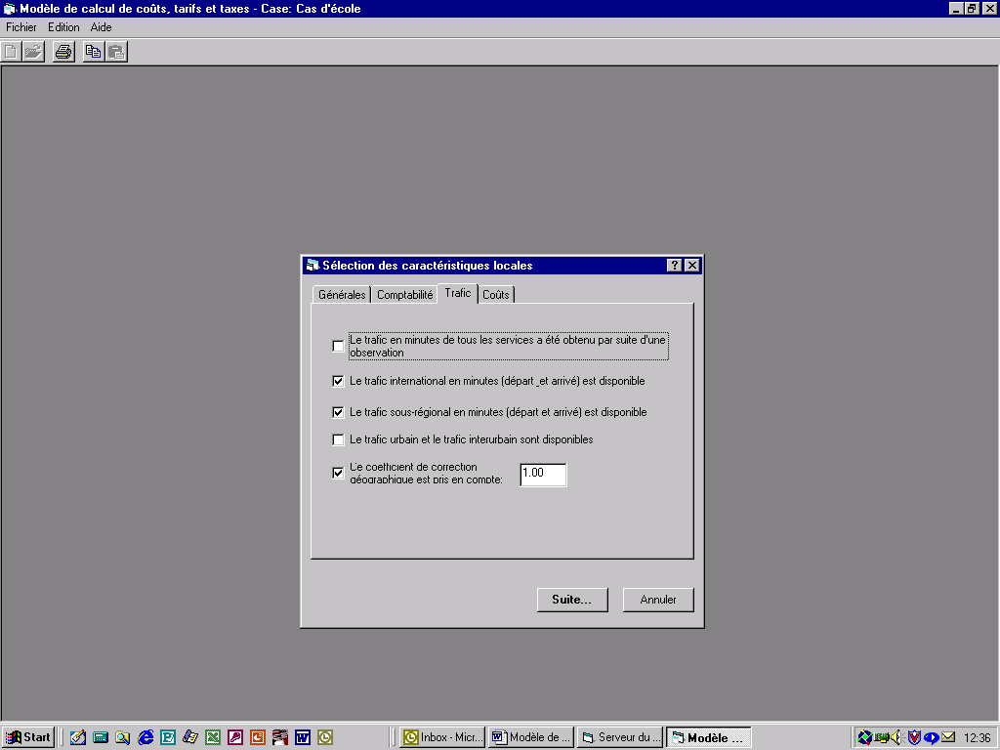 Modèle de calcul de coûts, tarifs et taxes - Case: Cas d'école
Fichier Edition Aide
Sélection des caractéristiques locales
Générales Comptabilité Trafic Coûts
Le trafic en minutes de tous les services a été obtenu par suite d'une
observation
Le trafic international en minutes (départ et arrivé) est disponible
Le trafic sous-régional en minutes (départ et arrivé) est disponible
Le trafic urbain et le trafic interurbain sont disponibles
Le coefficient de correction
géographique est pris en compte: 1.00
Suite... Annuler
Start Inbox - Micr... Modèle de ... Serveur du ... Modèle ... 12:36